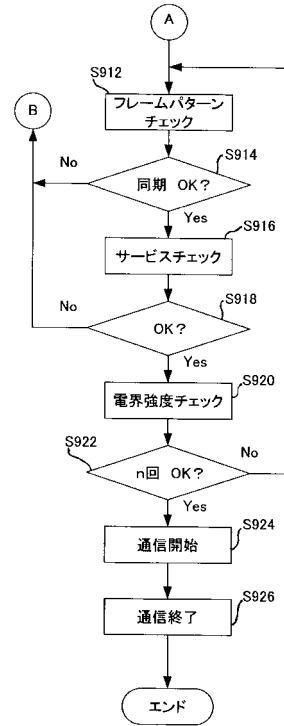 A
S912
フレームパターン
チェック
B
No
S914
同期 OK?
Yes
S916
サービスチェック
No
S918
OK?
Yes
S920
電界強度チェック
S922
No
n回 OK?
Yes
S924
通信開始
S926
通信終了
エンド